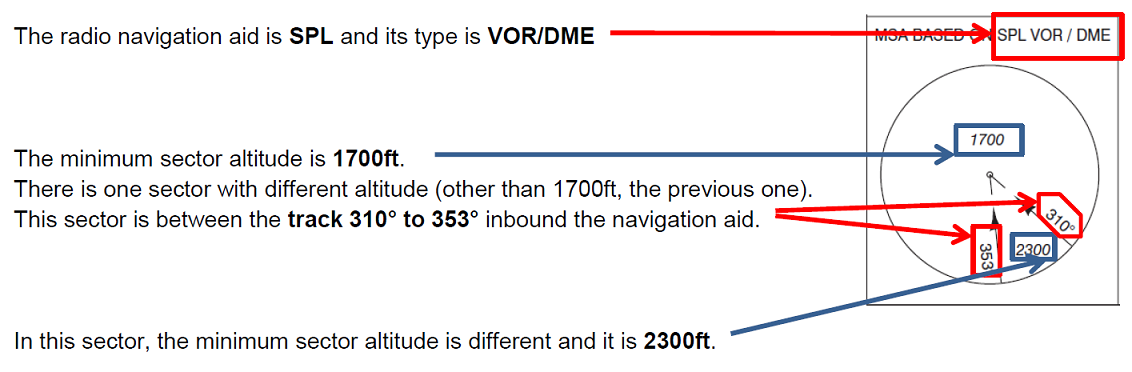 The radio navigation aid is SPL and its type is VOR/DME
MSA BASED ON SPL VOR / DME
1700
The minimum sector altitude is 1700ft.
There is one sector with different altitude (other than 1700ft, the previous one).
This sector is between the track 310° to 353° inbound the navigation aid.
310°
353
2300
In this sector, the minimum sector altitude is different and it is 2300ft.